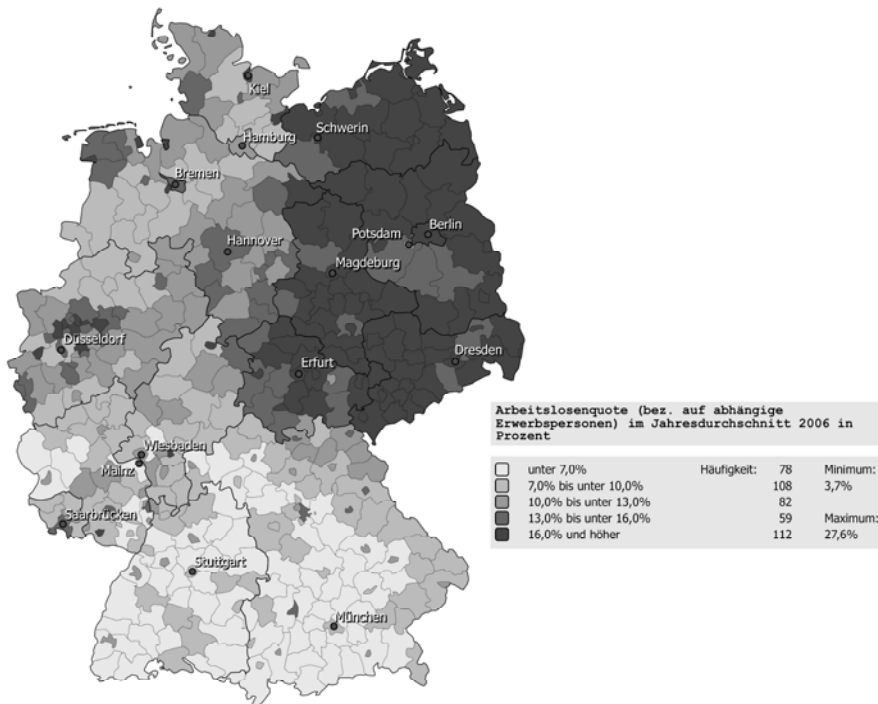 Kiel
Schwerin
Hamburg
Bremen
Berlin
Potsdam
Hannover
Magdeburg
Düsseldorf
Dresden
Erfurt
Wiesbaden
Mainz
Saarbrücken
Stuttgart
München
Arbeitslosenquote (bez. auf abhängige
Erwerbspersonen) im Jahresdurchschnitt 2006 in
Prozent
unter 7,0% Häufigkeit: 78 Minimum:
7,0% bis unter 10,0% 108 3,7%
10,0% bis unter 13,0% 82
13,0% bis unter 16,0% 59 Maximum:
16,0% und höher 112 27,6%